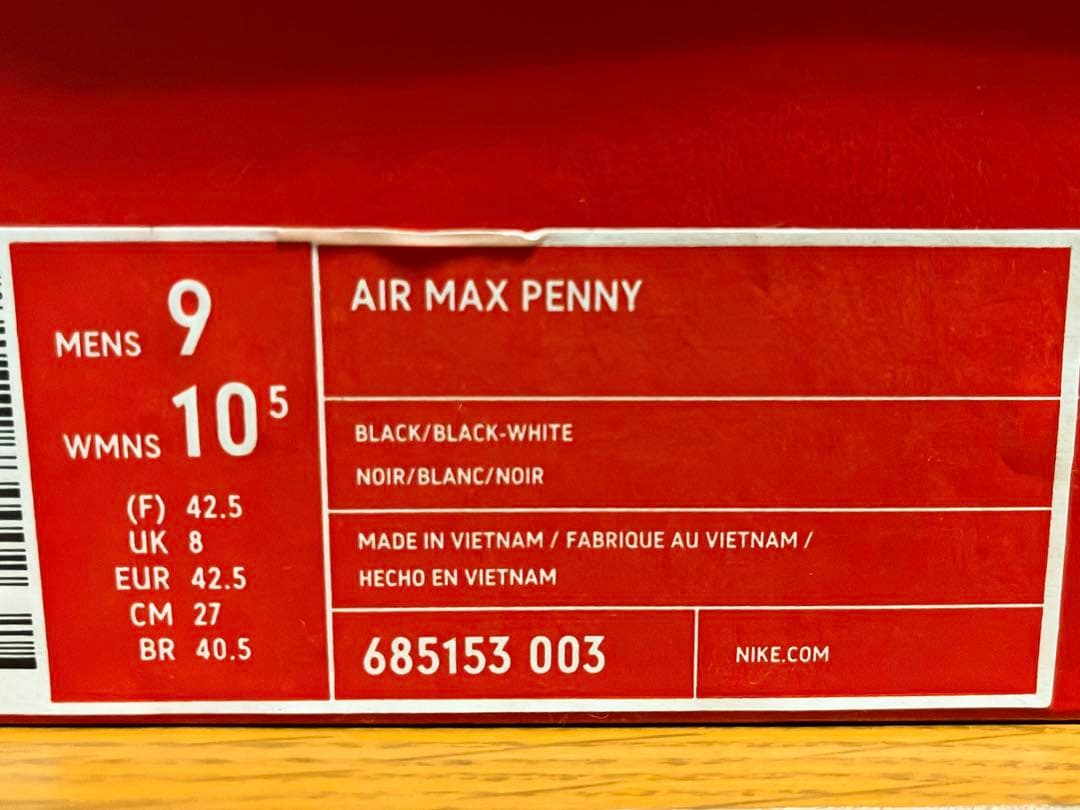 MENS 9
WMNS 10 5
(F) 42.5
UK 8
EUR 42.5
CM 27
BR 40.5
AIR MAX PENNY
BLACK/BLACK-WHITE
NOIR/BLANC/NOIR
MADE IN VIETNAM / FABRIQUE AU VIETNAM /
HECHO EN VIETNAM
685153 003
NIKE.COM